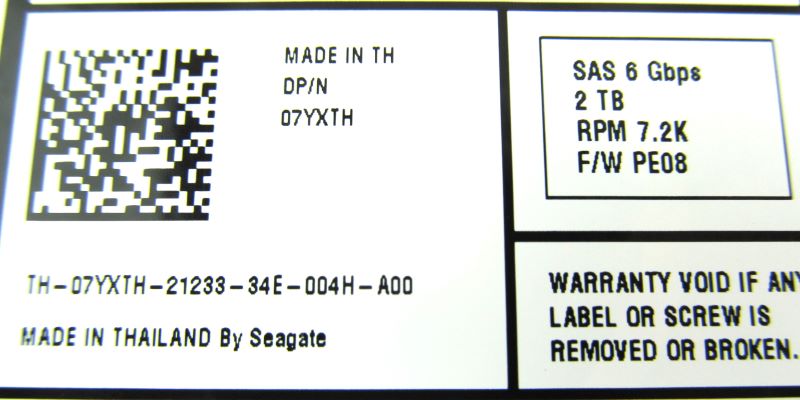 MADE IN TH
DP/N
07YXTH
TH-07YXTH-21233-34E-004H-A00
MADE IN THAILAND By Seagate
SAS 6 Gbps
2 TB
RPM 7.2K
F/W PE08
WARRANTY VOID IF ANY
LABEL OR SCREW IS
REMOVED OR BROKEN.